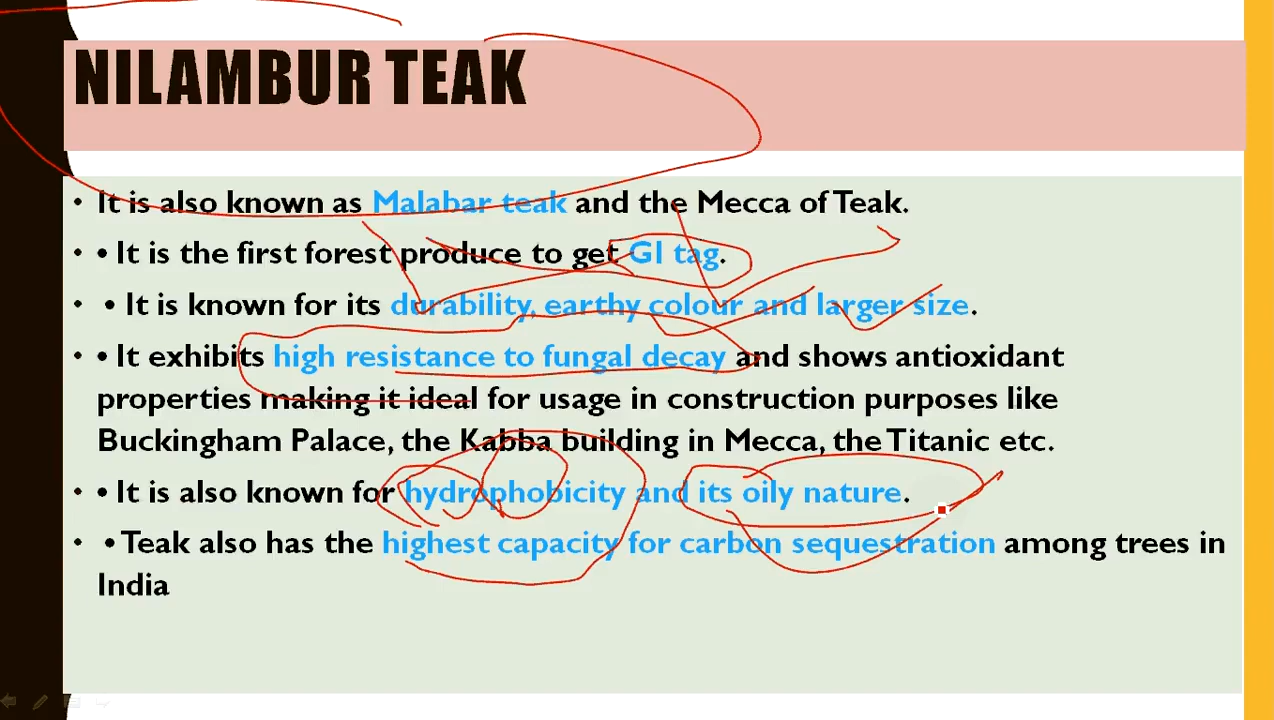 NILAMBUR TEAK
• It is also known as Malabar teak and the Mecca of Teak.
• • It is the first forest produce to get GI tag.
• • It is known for its durability, earthy colour and larger size.
• • It exhibits high resistance to fungal decay and shows antioxidant
properties making it ideal for usage in construction purposes like
Buckingham Palace, the Kabba building in Mecca, the Titanic etc.
• • It is also known for hydrophobicity and its oily nature.
• • Teak also has the highest capacity for carbon sequestration among trees in
India